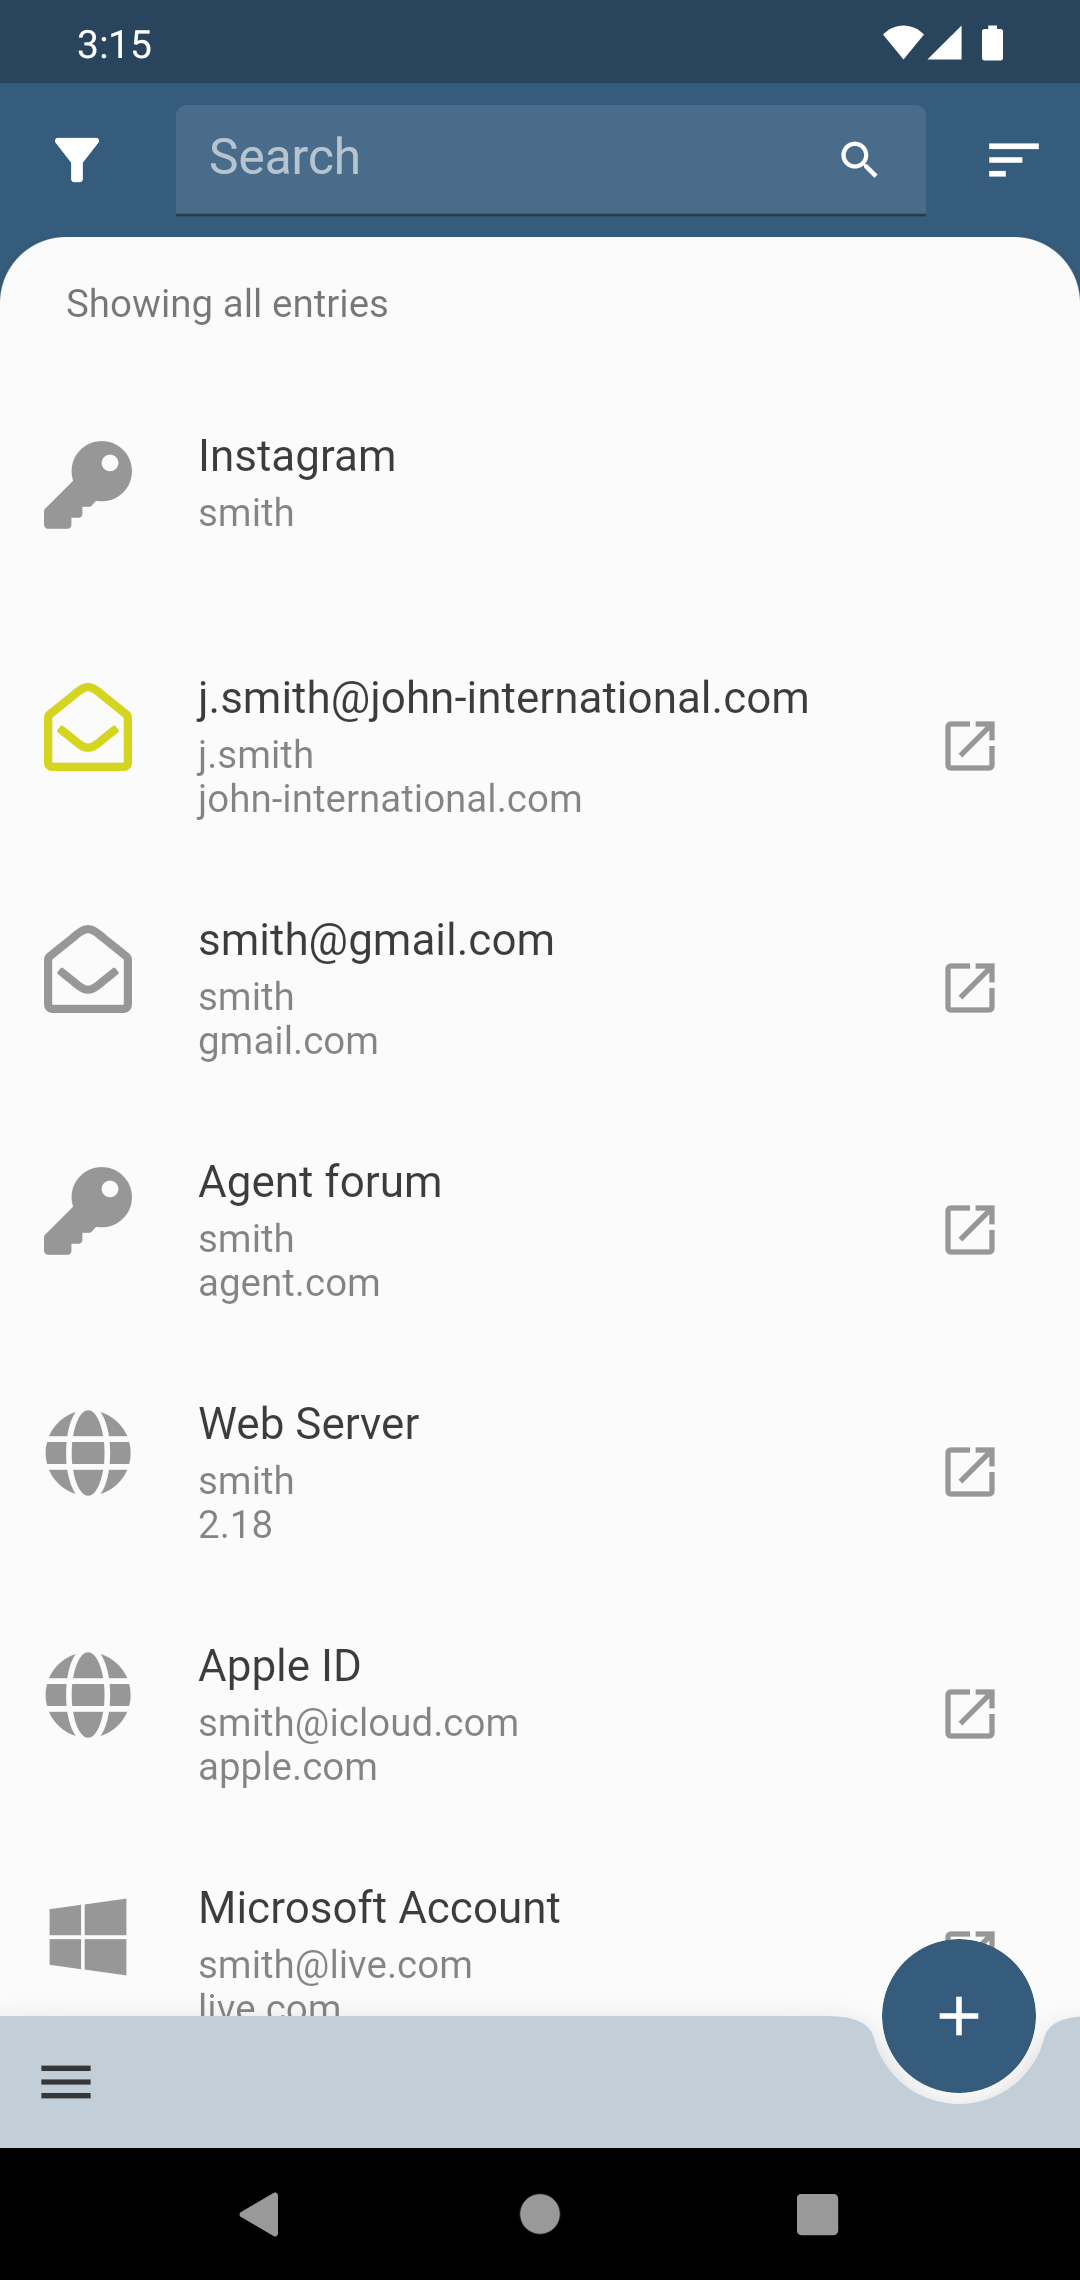 3:15
Search
Showing all entries
Instagram
smith
j.smith@john-international.com
j.smith
john-international.com
smith@gmail.com
smith
gmail.com
Agent forum
smith
agent.com
Web Server
smith
2.18
Apple ID
smith@icloud.com
apple.com
Microsoft Account
smith@live.com
live.com